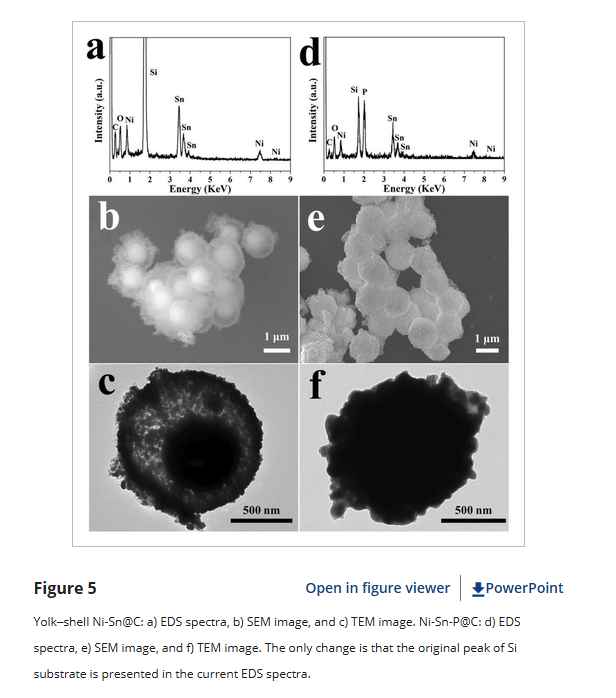 a
d
Intensity (a.u.)
C
O
Ni
Si
Sn
Sn
Sn
Ni
Ni
0 1 2 3 4 5 6 7 8 9
Energy (KeV)
Intensity (a.u.)
C
O
Ni
Si
P
Sn
Sn
Sn
Ni
Ni
0 1 2 3 4 5 6 7 8 9
Energy (KeV)
b
1 μm
e
1 μm
c
500 nm
f
500 nm
Figure 5
Open in figure viewer
PowerPoint
Yolk–shell Ni-Sn@C: a) EDS spectra, b) SEM image, and c) TEM image. Ni-Sn-P@C: d) EDS
spectra, e) SEM image, and f) TEM image. The only change is that the original peak of Si
substrate is presented in the current EDS spectra.